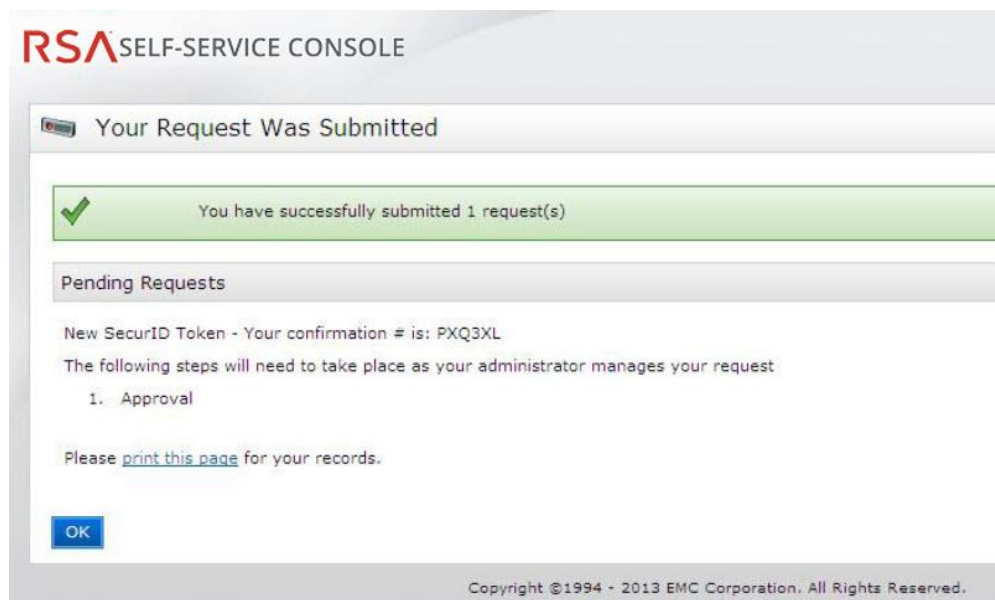 RSA SELF-SERVICE CONSOLE
Your Request Was Submitted
You have successfully submitted 1 request(s)
Pending Requests
New SecurID Token - Your confirmation # is: PXQ3XL
The following steps will need to take place as your administrator manages your request
1. Approval
Please print this page for your records.
OK
Copyright ©1994 - 2013 EMC Corporation. All Rights Reserved.